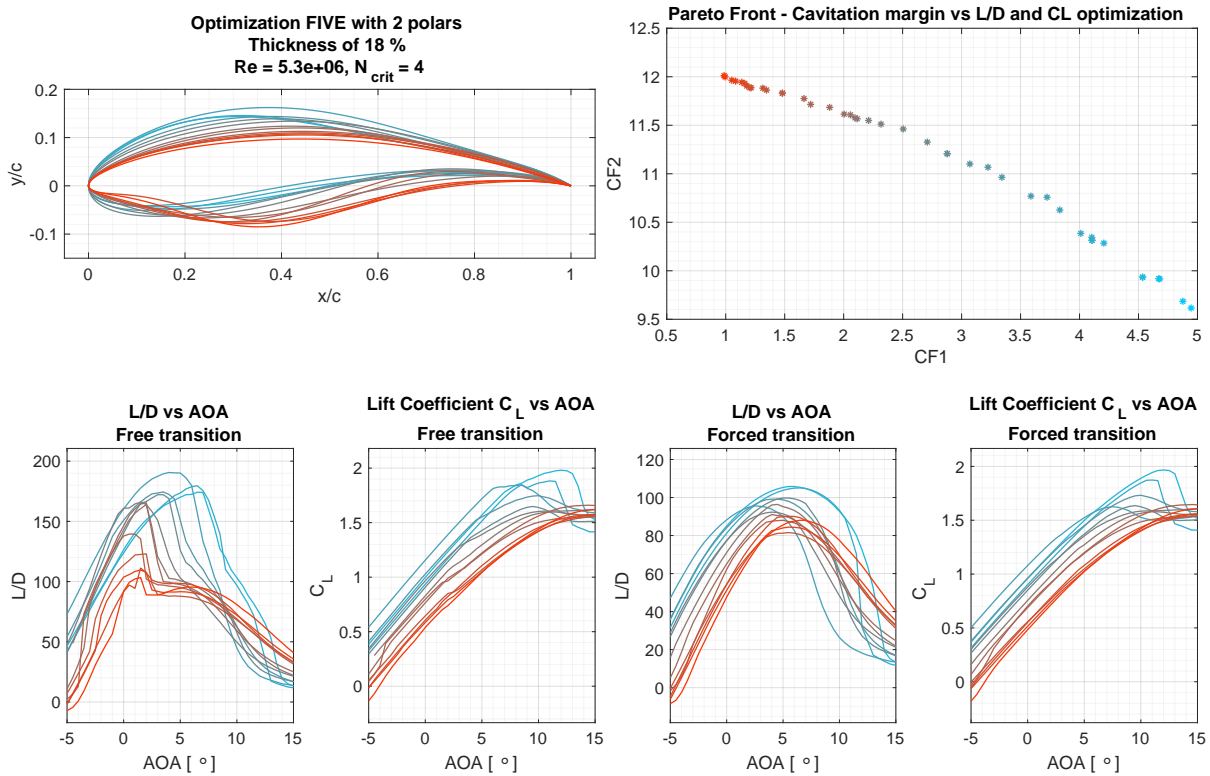 Optimization FIVE with 2 polars
Thickness of 18 %
Re = 5.3e+06, N crit = 4
0.2
0.1
0
-0.1
y/c
0 0.2 0.4 0.6 0.8 1
x/c
Pareto Front - Cavitation margin vs L/D and CL optimization
12.5
12
11.5
11
10.5
10
9.5
CF2
0.5 1 1.5 2 2.5 3 3.5 4 4.5 5
CF1
L/D vs AOA
Free transition
200
150
100
50
0
L/D
-5 0 5 10 15
AOA [ º]
Lift Coefficient C L vs AOA
Free transition
2
1.5
1
0.5
0
C L
-5 0 5 10 15
AOA [ º]
L/D vs AOA
Forced transition
120
100
80
60
40
20
0
L/D
-5 0 5 10 15
AOA [ º]
Lift Coefficient C L vs AOA
Forced transition
2
1.5
1
0.5
0
C L
-5 0 5 10 15
AOA [ º]